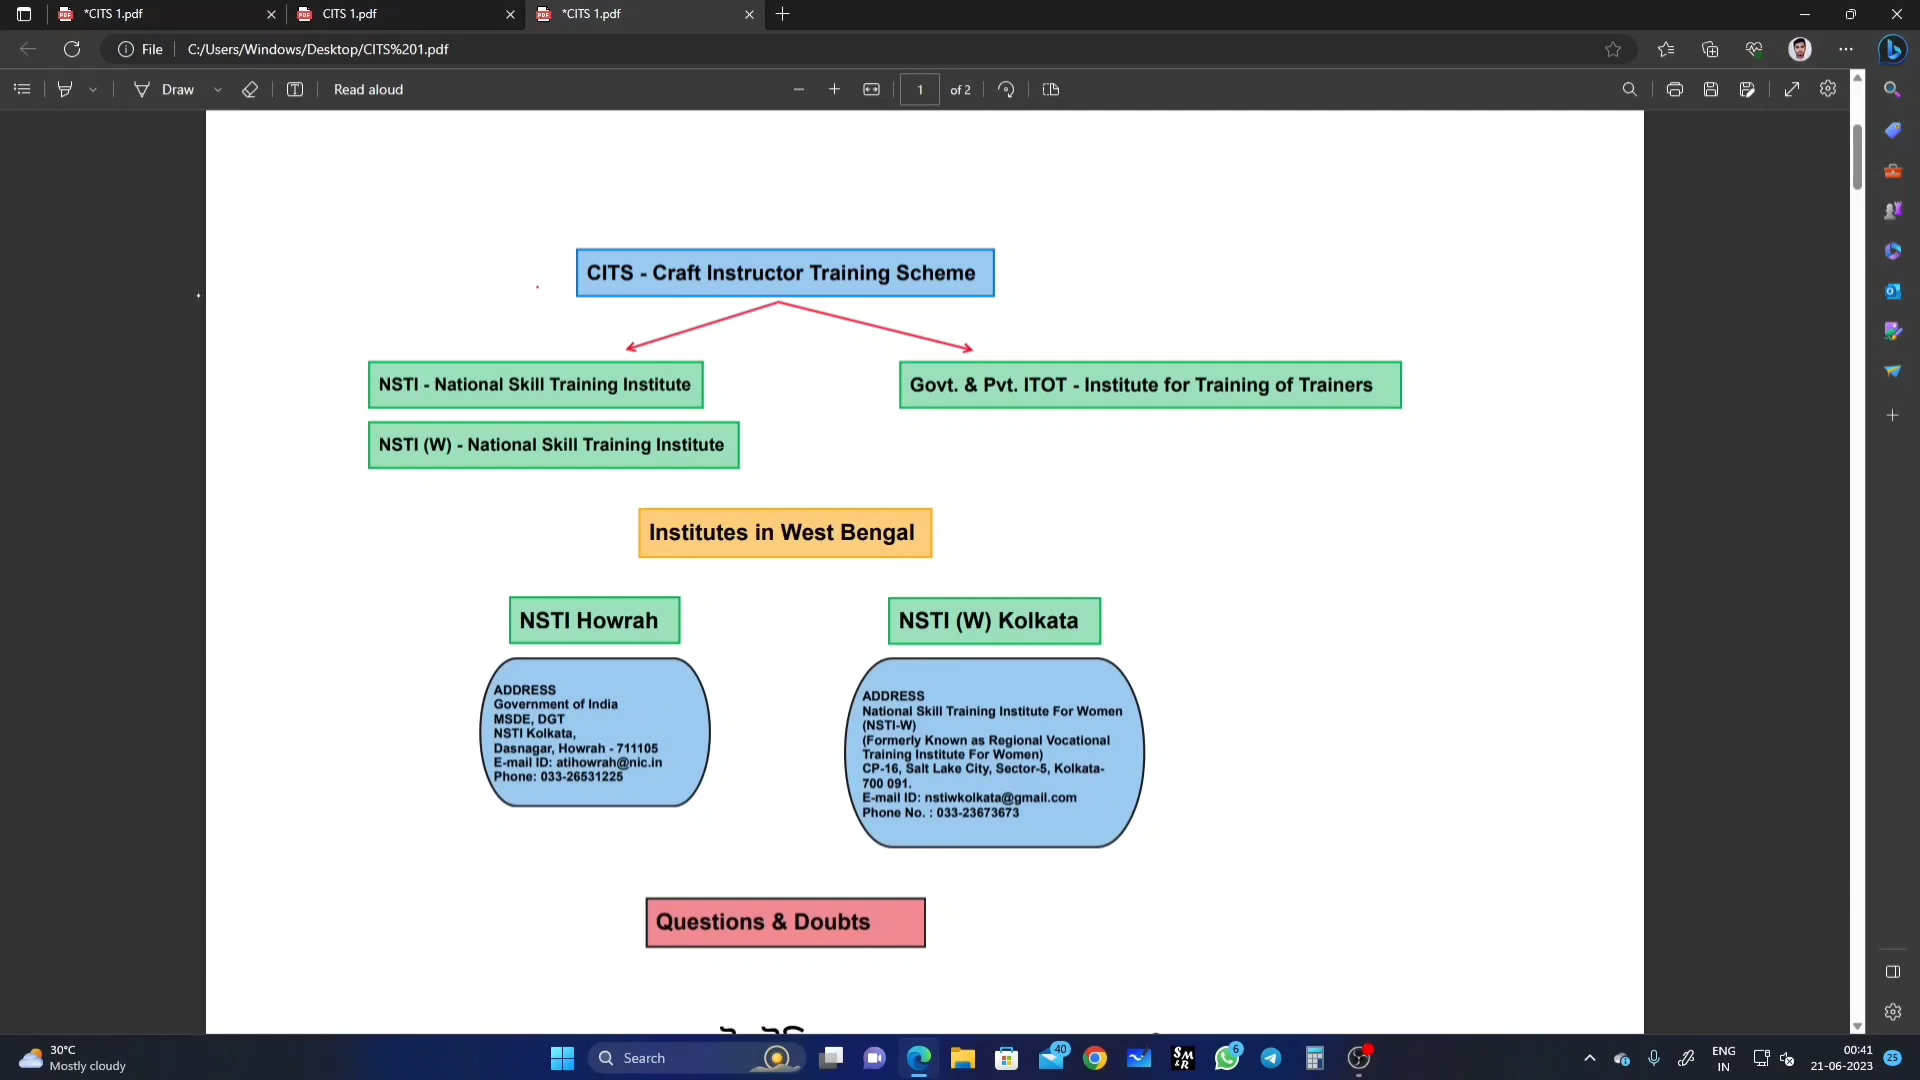 *CITS 1.pdf
CITS 1.pdf
*CITS 1.pdf
File
C:/Users/Windows/Desktop/CITS%201.pdf
Draw
Read aloud
1
of 2
CITS - Craft Instructor Training Scheme
NSTI - National Skill Training Institute
Govt. & Pvt. ITOT - Institute for Training of Trainers
NSTI (W) - National Skill Training Institute
Institutes in West Bengal
NSTI Howrah
ADDRESS
Government of India
MSDE, DGT
NSTI Kolkata,
Dasnagar, Howrah - 711105
E-mail ID: atihowrah@nic.in
Phone: 033-26531225
NSTI (W) Kolkata
ADDRESS
National Skill Training Institute For Women
(NSTI-W)
(Formerly Known as Regional Vocational
Training Institute For Women)
CP-16, Salt Lake City, Sector-5, Kolkata-
700 091.
E-mail ID: nstiwkolkata@gmail.com
Phone No. : 033-23673673
Questions & Doubts
30°C
Mostly cloudy
Search
40
6
ENG
IN
00:41
21-06-2023
25